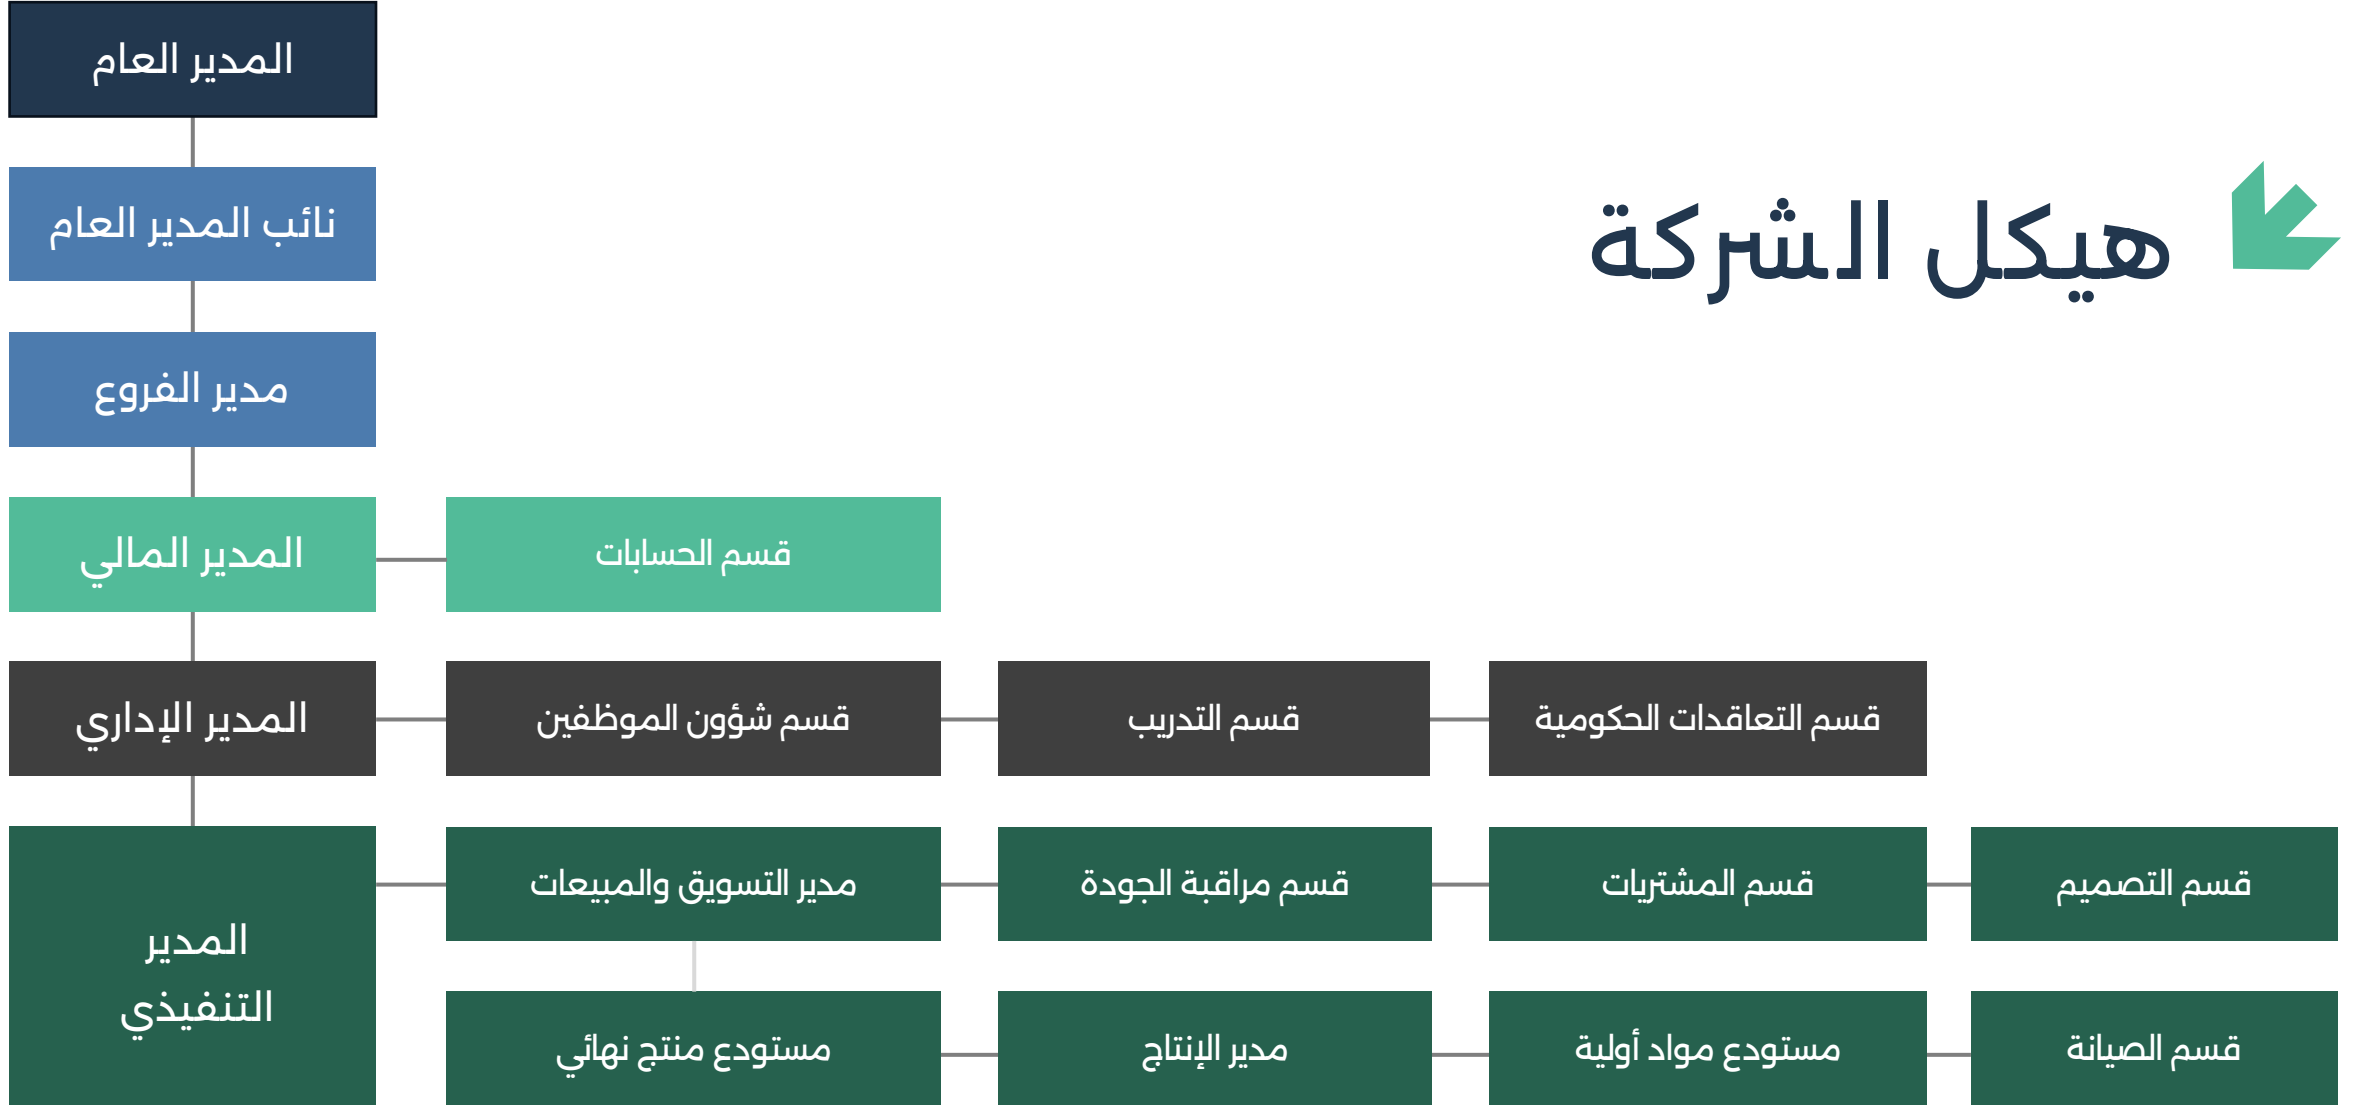 المدير العام
هيكل الشركة
نائب المدير العام
مدير الفروع
المدير المالي
قسم الحسابات
المدير الإداري
قسم شؤون الموظفين
قسم التدريب
قسم التعاقدات الحكومية
المدير
التنفيذي
مدير التسويق والمبيعات
قسم مراقبة الجودة
قسم المشتريات
قسم التصميم
مستودع منتج نهائي
مدير الإنتاج
مستودع مواد أولية
قسم الصيانة